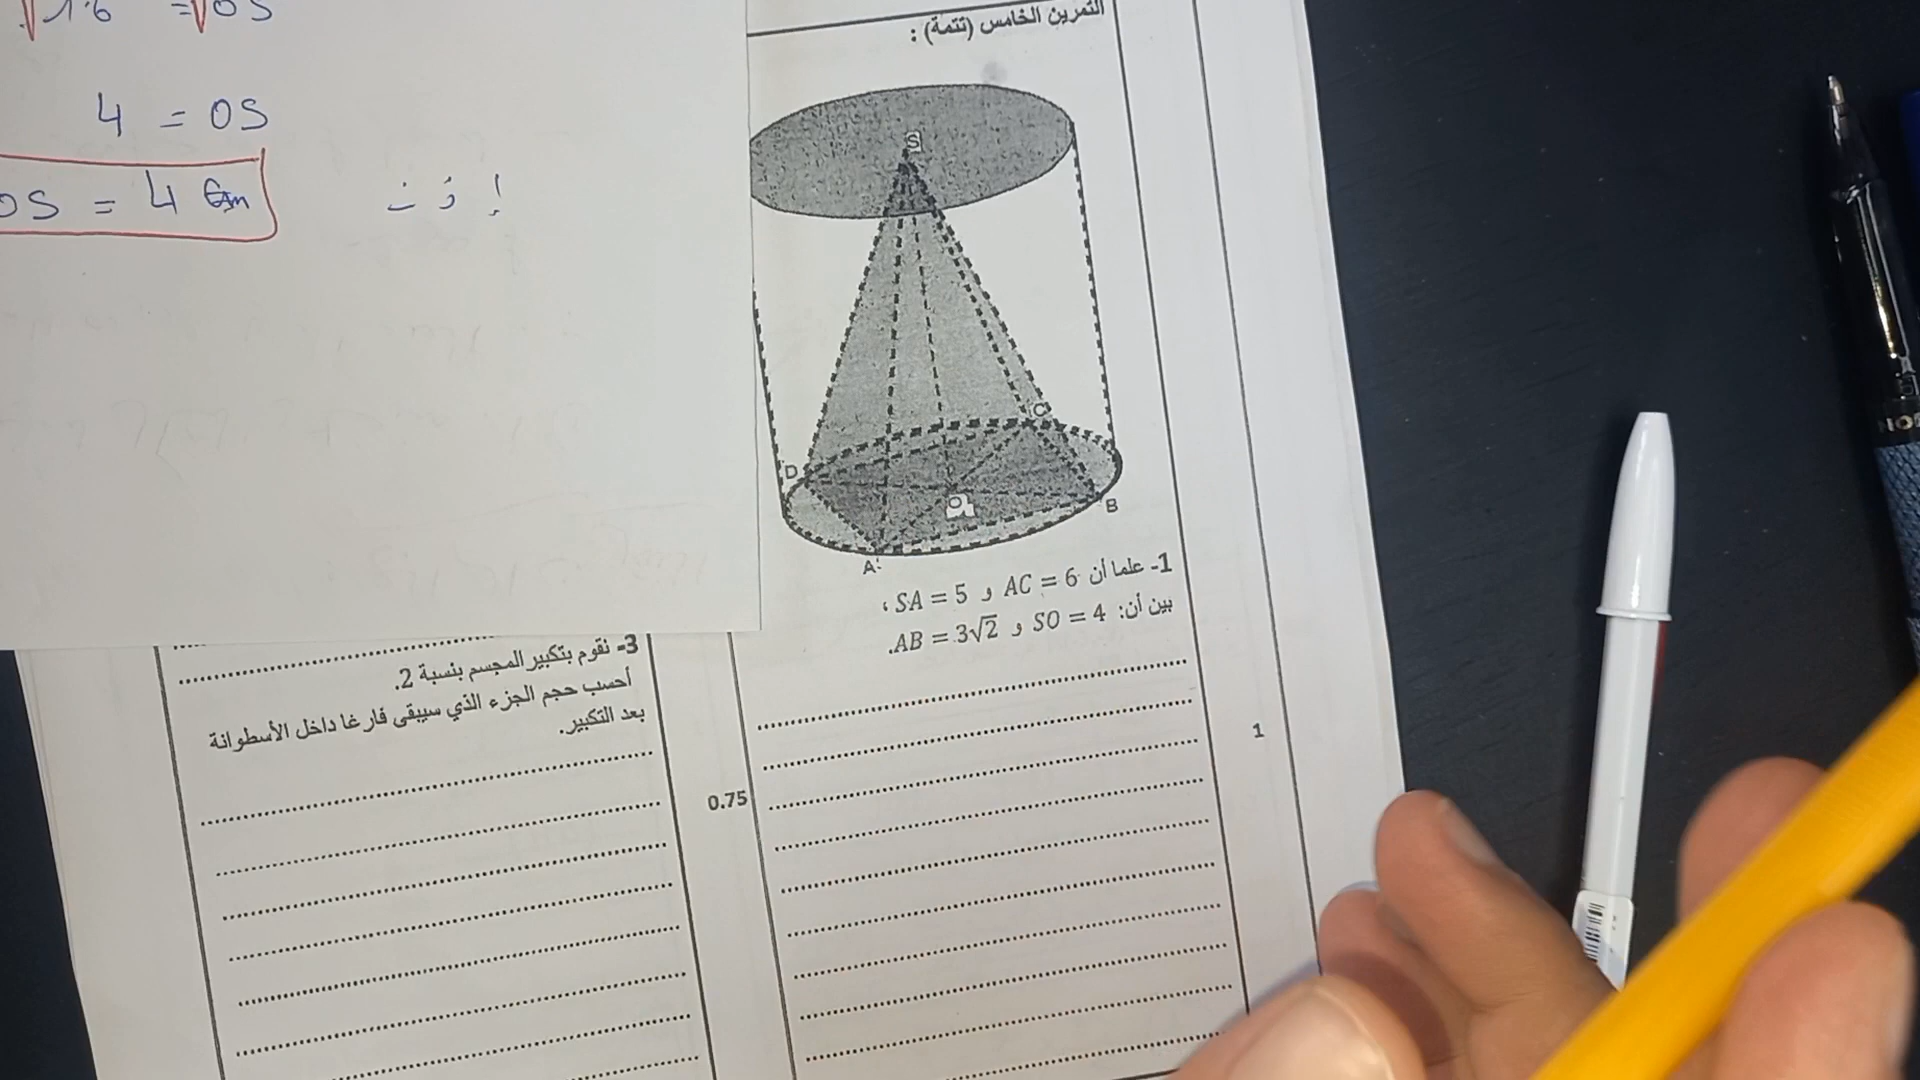 √16 = √OS
4 = OS
OS = 4 cm
إذن
التمرين الخامس (تتمة) :
S
D
C
O
B
A
1- علما أن AC = 6 و SA = 5 ،
بين أن: SO = 4 و AB = 3√2.
1
3- نقوم بتكبير المجسم بنسبة 2.
أحسب حجم الجزء الذي سيبقى فارغا داخل الأسطوانة
بعد التكبير.
0.75